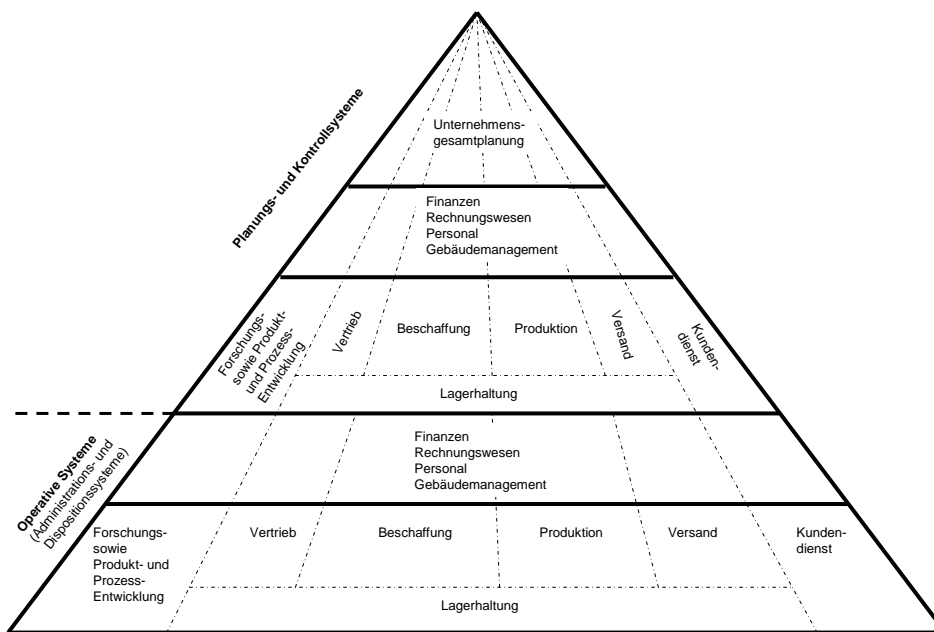 Planungs- und Kontrollsysteme
Unternehmens-
gesamtplanung
Finanzen
Rechnungswesen
Personal
Gebäudemanagement
Forschungs-
sowie Produkt-
und Prozess-
Entwicklung
Vertrieb
Beschaffung
Produktion
Versand
Kunden-
dienst
Lagerhaltung
Operative Systeme
(Administrations- und
Dispositionssysteme)
Finanzen
Rechnungswesen
Personal
Gebäudemanagement
Forschungs-
sowie
Produkt- und
Prozess-
Entwicklung
Vertrieb
Beschaffung
Produktion
Versand
Kunden-
dienst
Lagerhaltung